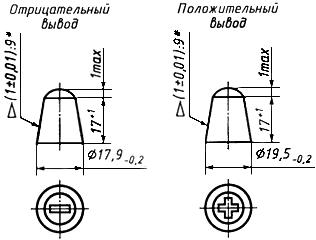 Отрицательный
вывод
Положительный
вывод
▷(1±0,01):9*
1max
17⁺¹
▷(1±0,01):9*
1max
17⁺¹
Ø17,9₋₀,₂
Ø19,5₋₀,₂